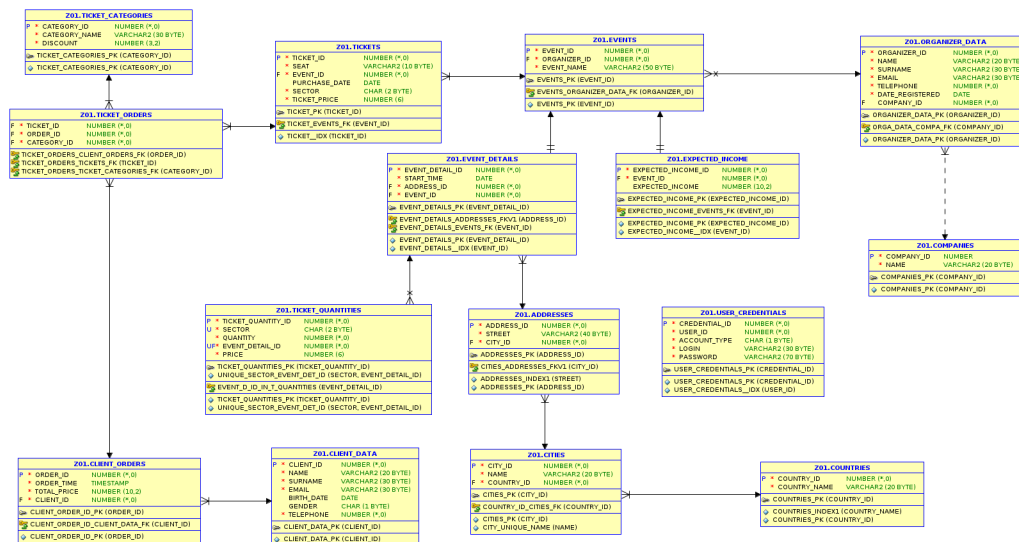 Z01.TICKET_CATEGORIES
P * CATEGORY_ID NUMBER (*,0)
* CATEGORY_NAME VARCHAR2 (30 BYTE)
* DISCOUNT NUMBER (3,2)
TICKET_CATEGORIES_PK (CATEGORY_ID)
TICKET_CATEGORIES_PK (CATEGORY_ID)
Z01.TICKETS
P * TICKET_ID NUMBER (*,0)
* SEAT VARCHAR2 (10 BYTE)
F * EVENT_ID NUMBER (*,0)
PURCHASE_DATE DATE
* SECTOR CHAR (2 BYTE)
* TICKET_PRICE NUMBER (6)
TICKET_PK (TICKET_ID)
TICKET_EVENTS_FK (EVENT_ID)
TICKET__IDX (TICKET_ID)
Z01.EVENTS
P * EVENT_ID NUMBER (*,0)
F * ORGANIZER_ID NUMBER (*,0)
* EVENT_NAME VARCHAR2 (50 BYTE)
EVENTS_PK (EVENT_ID)
EVENTS_ORGANIZER_DATA_FK (ORGANIZER_ID)
EVENTS_PK (EVENT_ID)
Z01.ORGANIZER_DATA
P * ORGANIZER_ID NUMBER (*,0)
* NAME VARCHAR2 (20 BYTE
* SURNAME VARCHAR2 (30 BYTE
* EMAIL VARCHAR2 (30 BYTE
* TELEPHONE NUMBER (*,0)
* DATE_REGISTERED DATE
F COMPANY_ID NUMBER (*,0)
ORGANIZER_DATA_PK (ORGANIZER_ID)
ORGA_DATA_COMPA_FK (COMPANY_ID)
ORGANIZER_DATA_PK (ORGANIZER_ID)
Z01.TICKET_ORDERS
F * TICKET_ID NUMBER (*,0)
F * ORDER_ID NUMBER (*,0)
F * CATEGORY_ID NUMBER (*,0)
TICKET_ORDERS_CLIENT_ORDERS_FK (ORDER_ID)
TICKET_ORDERS_TICKETS_FK (TICKET_ID)
TICKET_ORDERS_TICKET_CATEGORIES_FK (CATEGORY_ID)
Z01.EVENT_DETAILS
P * EVENT_DETAIL_ID NUMBER (*,0)
* START_TIME DATE
F * ADDRESS_ID NUMBER (*,0)
F * EVENT_ID NUMBER (*,0)
EVENT_DETAILS_PK (EVENT_DETAIL_ID)
EVENT_DETAILS_ADDRESSES_FKV1 (ADDRESS_ID)
EVENT_DETAILS_EVENTS_FK (EVENT_ID)
EVENT_DETAILS_PK (EVENT_DETAIL_ID)
EVENT_DETAILS__IDX (EVENT_ID)
Z01.EXPECTED_INCOME
P * EXPECTED_INCOME_ID NUMBER (*,0)
F * EVENT_ID NUMBER (*,0)
EXPECTED_INCOME NUMBER (10,2)
EXPECTED_INCOME_PK (EXPECTED_INCOME_ID)
EXPECTED_INCOME_EVENTS_FK (EVENT_ID)
EXPECTED_INCOME_PK (EXPECTED_INCOME_ID)
EXPECTED_INCOME__IDX (EVENT_ID)
Z01.COMPANIES
P * COMPANY_ID NUMBER
* NAME VARCHAR2 (20 BYTE)
COMPANIES_PK (COMPANY_ID)
COMPANIES_PK (COMPANY_ID)
Z01.TICKET_QUANTITIES
P * TICKET_QUANTITY_ID NUMBER (*,0)
U * SECTOR CHAR (2 BYTE)
* QUANTITY NUMBER (*,0)
UF* EVENT_DETAIL_ID NUMBER (*,0)
* PRICE NUMBER (6)
TICKET_QUANTITIES_PK (TICKET_QUANTITY_ID)
UNIQUE_SECTOR_EVENT_DET_ID (SECTOR, EVENT_DETAIL_ID)
EVENT_D_ID_IN_T_QUANTITIES (EVENT_DETAIL_ID)
TICKET_QUANTITIES_PK (TICKET_QUANTITY_ID)
UNIQUE_SECTOR_EVENT_DET_ID (SECTOR, EVENT_DETAIL_ID)
Z01.ADDRESSES
P * ADDRESS_ID NUMBER (*,0)
* STREET VARCHAR2 (40 BYTE)
F * CITY_ID NUMBER (*,0)
ADDRESSES_PK (ADDRESS_ID)
CITIES_ADDRESSES_FKV1 (CITY_ID)
ADDRESSES_INDEX1 (STREET)
ADDRESSES_PK (ADDRESS_ID)
Z01.USER_CREDENTIALS
P * CREDENTIAL_ID NUMBER (*,0)
* USER_ID NUMBER (*,0)
* ACCOUNT_TYPE CHAR (1 BYTE)
* LOGIN VARCHAR2 (30 BYTE)
* PASSWORD VARCHAR2 (70 BYTE)
USER_CREDENTIALS_PK (CREDENTIAL_ID)
USER_CREDENTIALS_PK (CREDENTIAL_ID)
USER_CREDENTIALS__IDX (USER_ID)
Z01.CLIENT_ORDERS
P * ORDER_ID NUMBER (*,0)
* ORDER_TIME TIMESTAMP
* TOTAL_PRICE NUMBER (10,2)
F * CLIENT_ID NUMBER (*,0)
CLIENT_ORDER_ID_PK (ORDER_ID)
CLIENT_ORDER_ID_CLIENT_DATA_FK (CLIENT_ID)
CLIENT_ORDER_ID_PK (ORDER_ID)
Z01.CLIENT_DATA
P * CLIENT_ID NUMBER (*,0)
* NAME VARCHAR2 (20 BYTE)
* SURNAME VARCHAR2 (30 BYTE)
* EMAIL VARCHAR2 (30 BYTE)
BIRTH_DATE DATE
GENDER CHAR (1 BYTE)
* TELEPHONE NUMBER (*,0)
CLIENT_DATA_PK (CLIENT_ID)
CLIENT_DATA_PK (CLIENT_ID)
Z01.CITIES
P * CITY_ID NUMBER (*,0)
* NAME VARCHAR2 (20 BYTE)
F * COUNTRY_ID NUMBER (*,0)
CITIES_PK (CITY_ID)
COUNTRY_ID_CITIES_FK (COUNTRY_ID)
CITIES_PK (CITY_ID)
CITY_UNIQUE_NAME (NAME)
Z01.COUNTRIES
P * COUNTRY_ID NUMBER (*,0)
* COUNTRY_NAME VARCHAR2 (20 BYTE)
COUNTRIES_PK (COUNTRY_ID)
COUNTRIES_INDEX1 (COUNTRY_NAME)
COUNTRIES_PK (COUNTRY_ID)